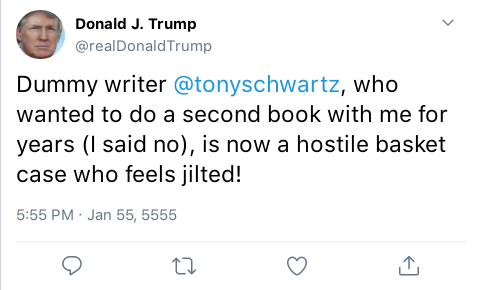 Donald J. Trump
@realDonaldTrump
Dummy writer @tonyschwartz, who
wanted to do a second book with me for
years (I said no), is now a hostile basket
case who feels jilted!
5:55 PM · Jan 55, 5555